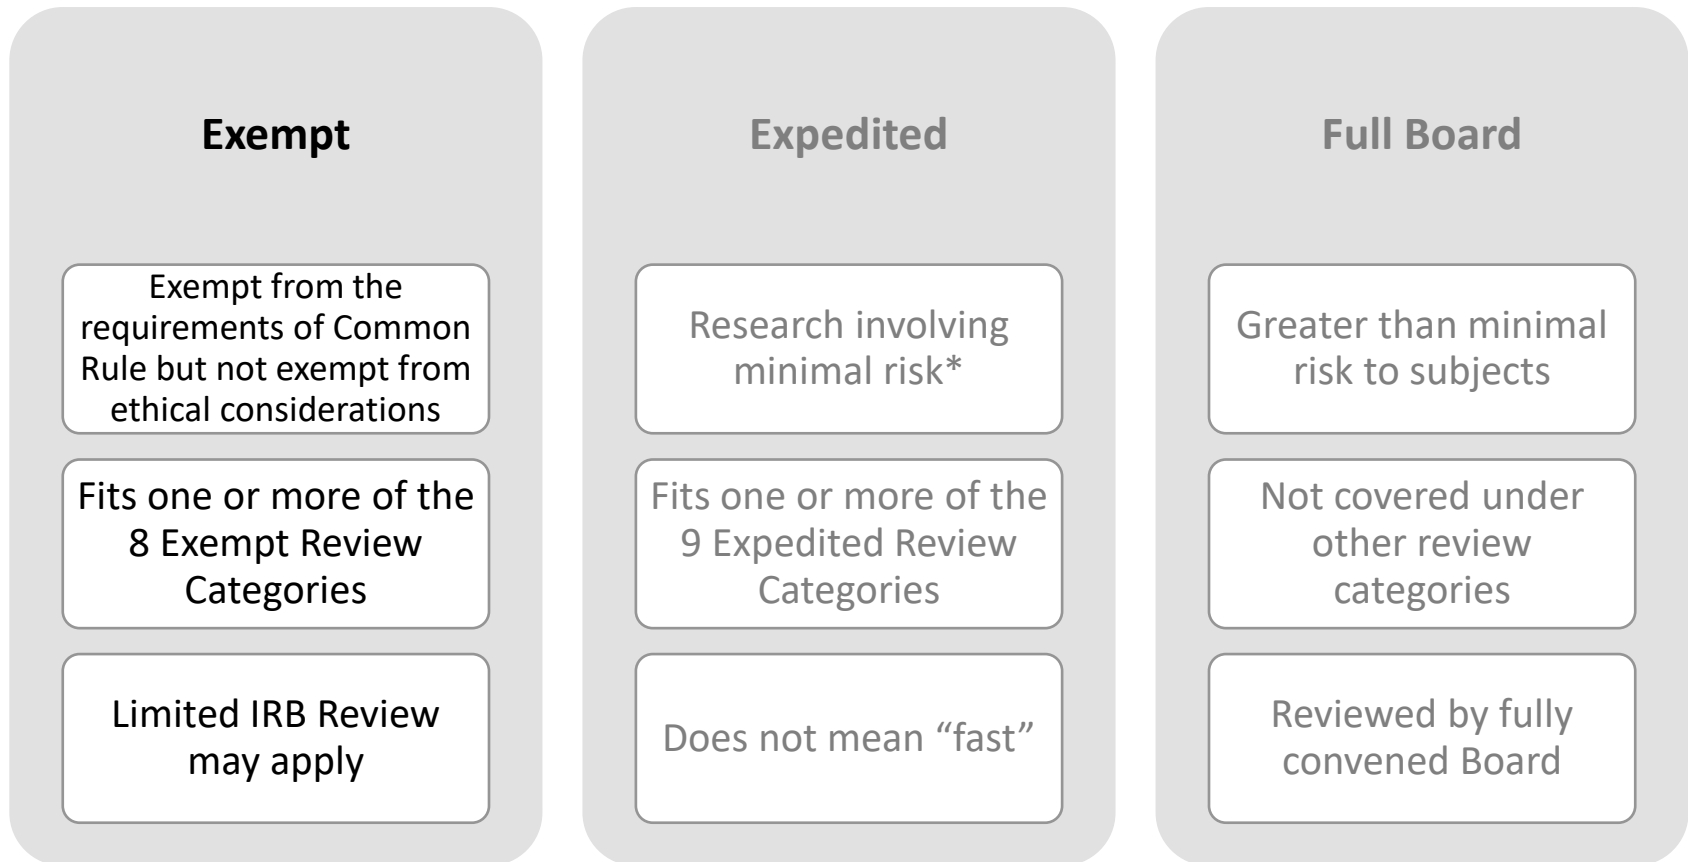 Exempt
Exempt from the
requirements of Common
Rule but not exempt from
ethical considerations
Fits one or more of the
8 Exempt Review
Categories
Limited IRB Review
may apply
Expedited
Research involving
minimal risk*
Fits one or more of the
9 Expedited Review
Categories
Does not mean “fast”
Full Board
Greater than minimal
risk to subjects
Not covered under
other review
categories
Reviewed by fully
convened Board